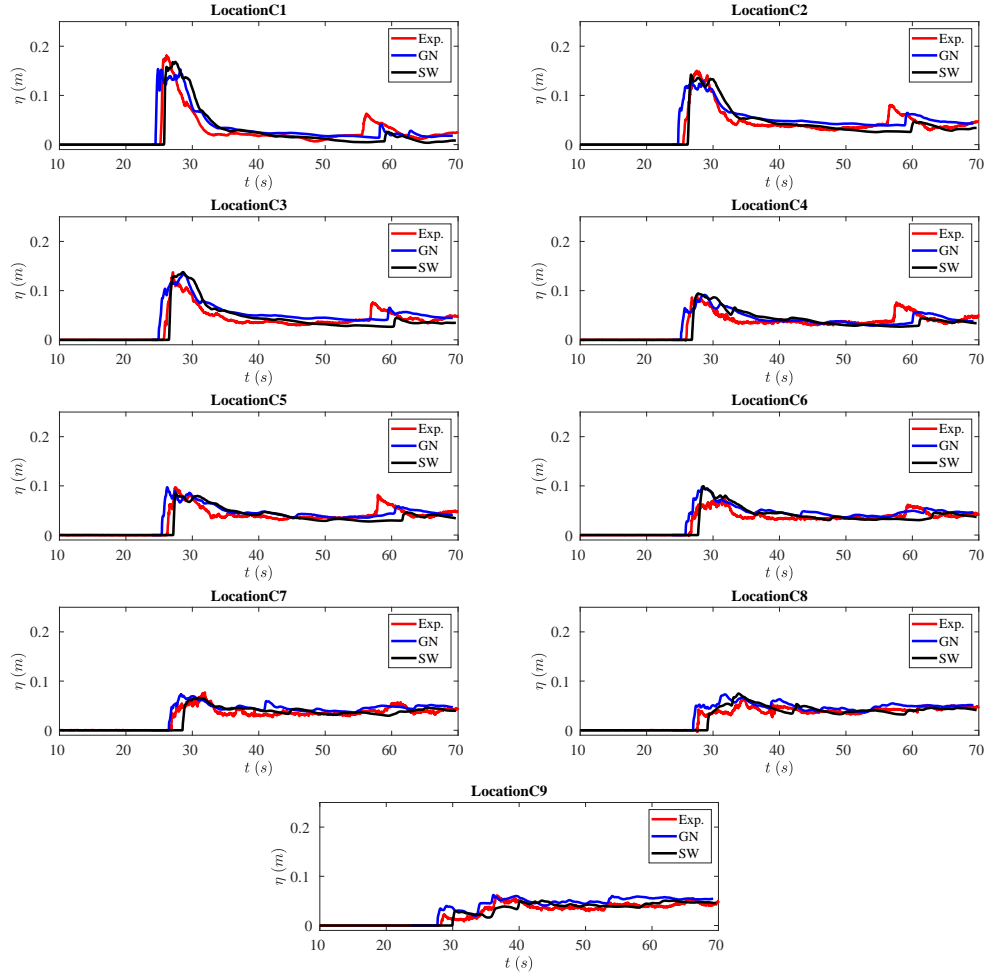 LocationC1
LocationC2
0.2
0.1
0
η (m)
Exp.
GN
SW
10 20 30 40 50 60 70
t (s)
0.2
0.1
0
η (m)
Exp.
GN
SW
10 20 30 40 50 60 70
t (s)
LocationC3
LocationC4
0.2
0.1
0
η (m)
Exp.
GN
SW
10 20 30 40 50 60 70
t (s)
0.2
0.1
0
η (m)
Exp.
GN
SW
10 20 30 40 50 60 70
t (s)
LocationC5
LocationC6
0.2
0.1
0
η (m)
Exp.
GN
SW
10 20 30 40 50 60 70
t (s)
0.2
0.1
0
η (m)
Exp.
GN
SW
10 20 30 40 50 60 70
t (s)
LocationC7
LocationC8
0.2
0.1
0
η (m)
Exp.
GN
SW
10 20 30 40 50 60 70
t (s)
0.2
0.1
0
η (m)
Exp.
GN
SW
10 20 30 40 50 60 70
t (s)
LocationC9
0.2
0.1
0
η (m)
Exp.
GN
SW
10 20 30 40 50 60 70
t (s)